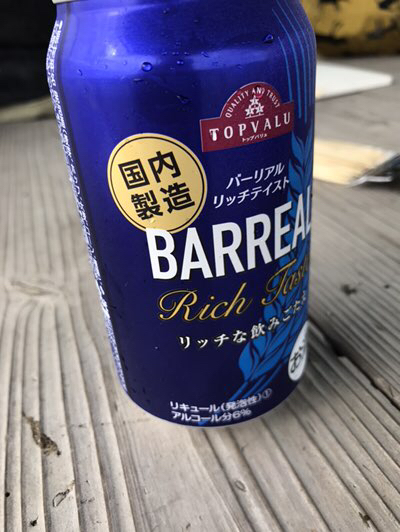 QUALITY AND TRUST
TOPVALU
トップバリュ
国内
製造
バーリアル
リッチテイスト
BARREAL
Rich Tas
リッチな飲みごたえ
リキュール(発泡性)①
アルコール分6%